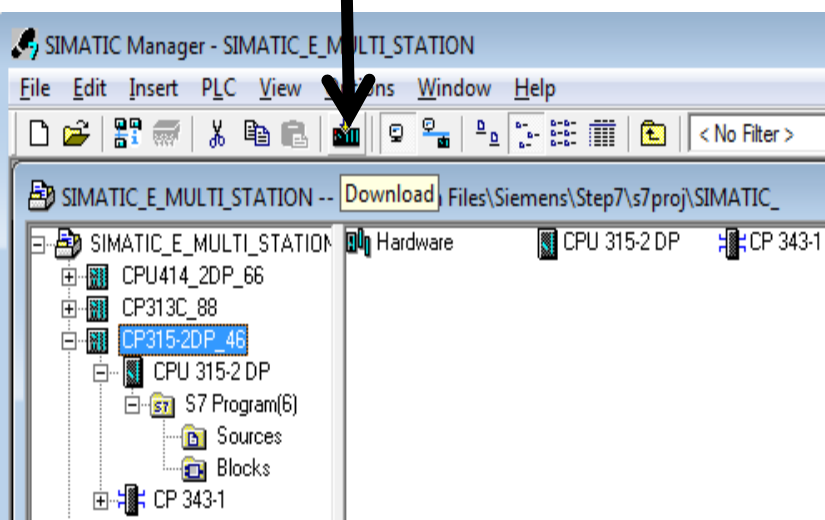 SIMATIC Manager - SIMATIC_E_MULTI_STATION
File Edit Insert PLC View Options Window Help
< No Filter >
SIMATIC_E_MULTI_STATION -- Files\Siemens\Step7\s7proj\SIMATIC_
Download
SIMATIC_E_MULTI_STATION Hardware CPU 315-2 DP CP 343-1
CPU414_2DP_66
CP313C_88
CP315-2DP_46
CPU 315-2 DP
S7 Program(6)
Sources
Blocks
CP 343-1